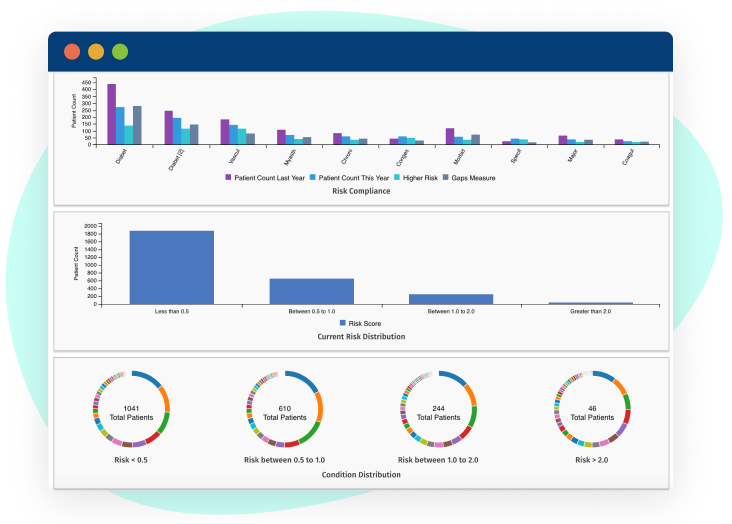 450
400
350
300
250
200
150
100
50
0
Patient Count
Diabet
Diabet (2)
Vascul
Myasth
Chroni
Conges
Morbid
Specif
Major
Coagul
Patient Count Last Year Patient Count This Year Higher Risk Gaps Measure
Risk Compliance
2000
1800
1600
1400
1200
1000
800
600
400
200
0
Patient Count
Less than 0.5 Between 0.5 to 1.0 Between 1.0 to 2.0 Greater than 2.0
Risk Score
Current Risk Distribution
1041
Total Patients
610
Total Patients
244
Total Patients
46
Total Patients
Risk < 0.5 Risk between 0.5 to 1.0 Risk between 1.0 to 2.0 Risk > 2.0
Condition Distribution